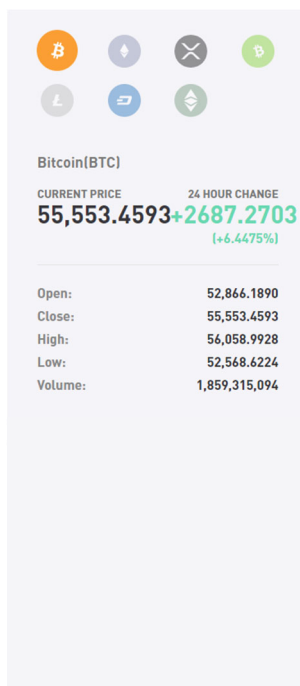 Bitcoin(BTC)
CURRENT PRICE 24 HOUR CHANGE
55,553.4593+2687.2703
(+6.4475%)
Open: 52,866.1890
Close: 55,553.4593
High: 56,058.9928
Low: 52,568.6224
Volume: 1,859,315,094